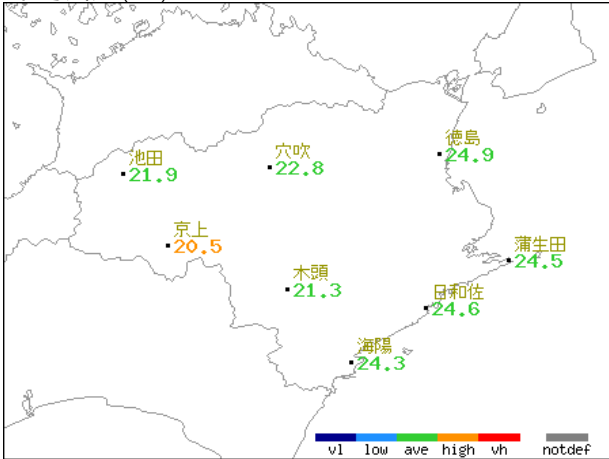 徳島
24.9
穴吹
22.8
池田
21.9
京上
20.5
蒲生田
24.5
木頭
21.3
日和佐
24.6
海陽
24.3
vl low ave high vh notdef